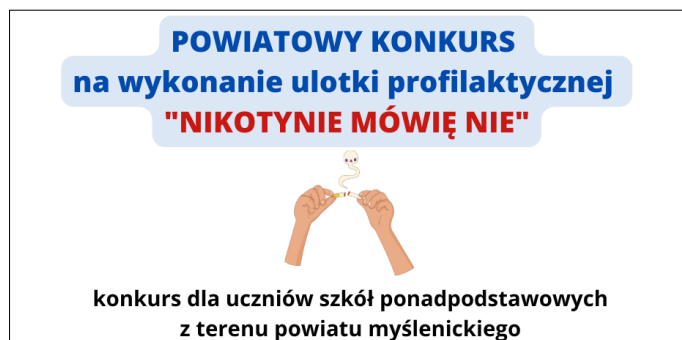 POWIATOWY KONKURS
na wykonanie ulotki profilaktycznej
"NIKOTYNIE MÓWIĘ NIE"
konkurs dla uczniów szkół ponadpodstawowych
z terenu powiatu myślenickiego